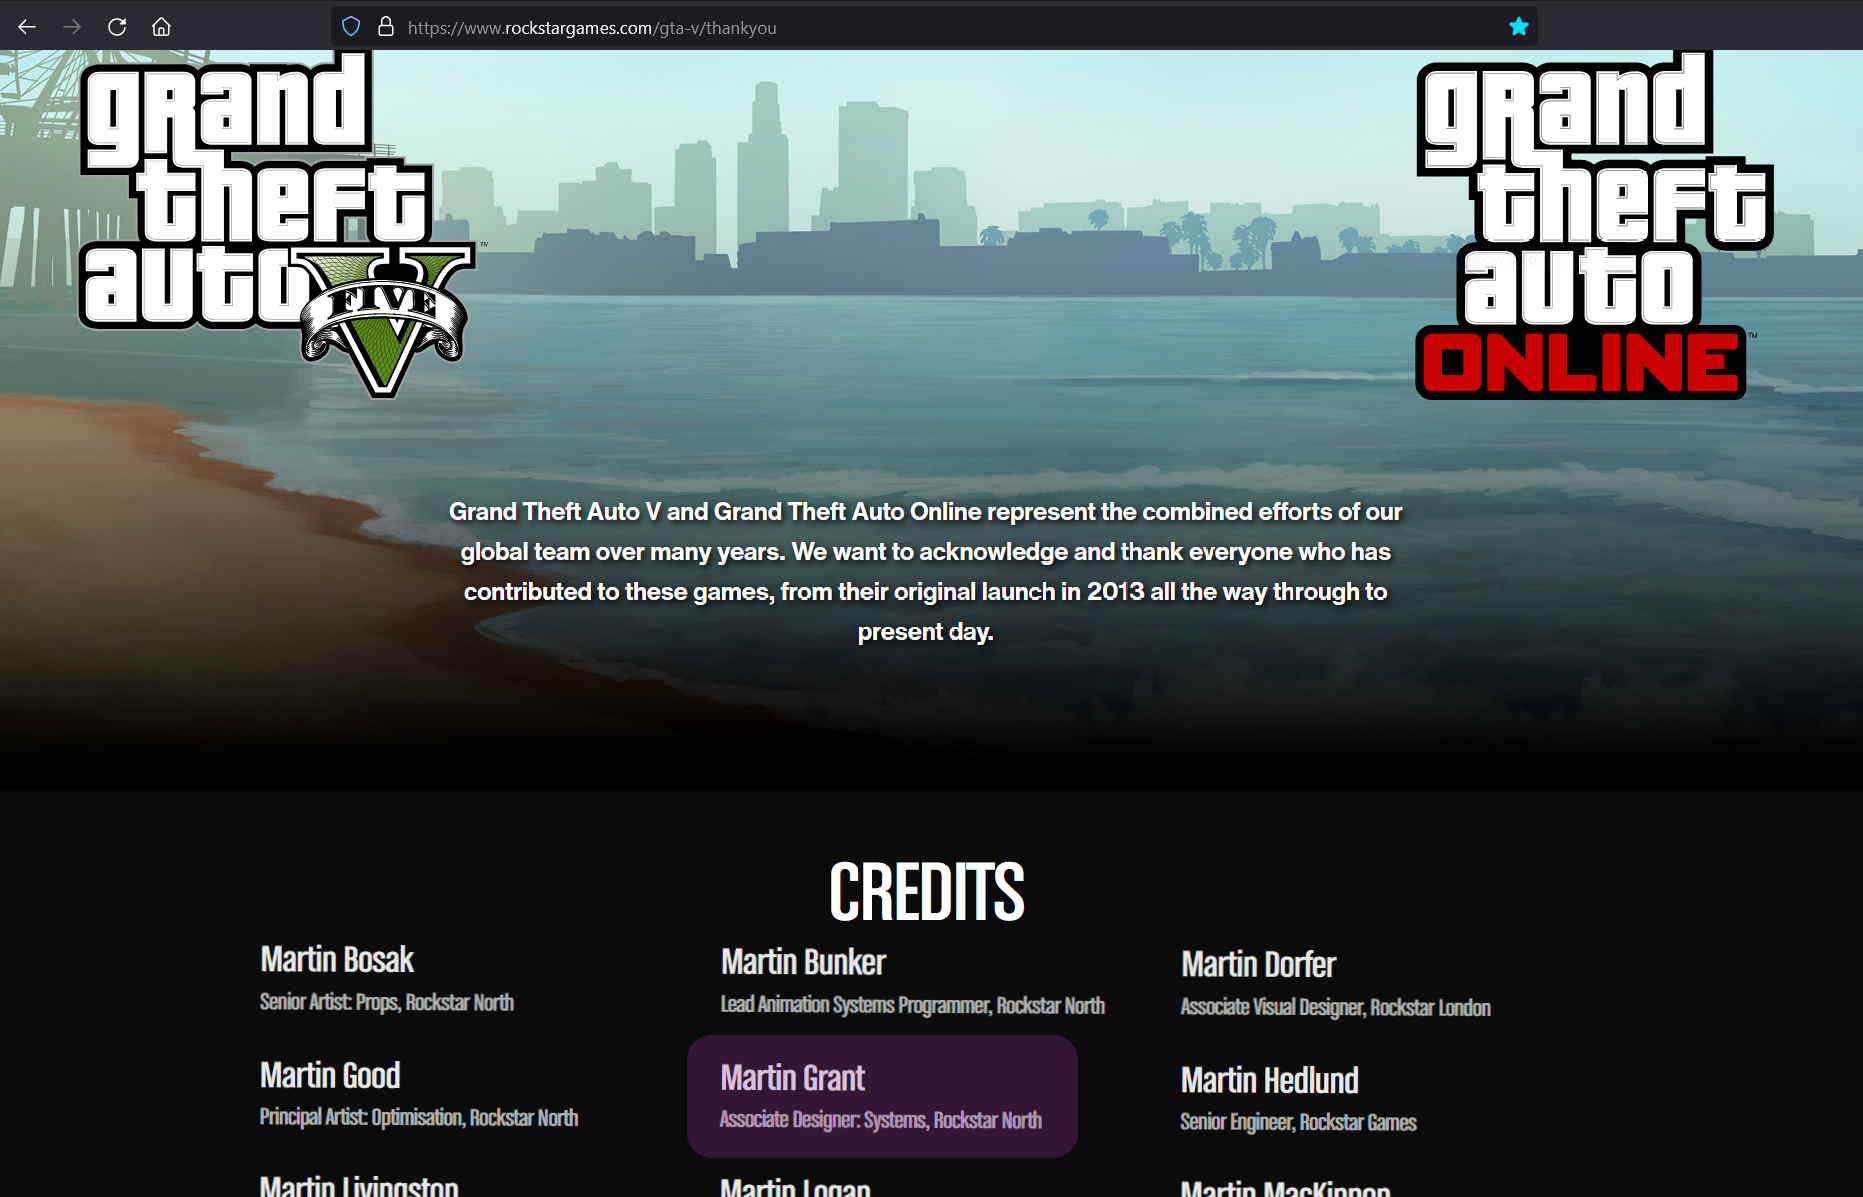 https://www.rockstargames.com/gta-v/thankyou
grand
theft
auto
FIVE
V
TM
grand
theft
auto
ONLINE
TM
Grand Theft Auto V and Grand Theft Auto Online represent the combined efforts of our
global team over many years. We want to acknowledge and thank everyone who has
contributed to these games, from their original launch in 2013 all the way through to
present day.
CREDITS
Martin Bosak
Senior Artist: Props, Rockstar North
Martin Bunker
Lead Animation Systems Programmer, Rockstar North
Martin Dorfer
Associate Visual Designer, Rockstar London
Martin Good
Principal Artist: Optimisation, Rockstar North
Martin Grant
Associate Designer: Systems, Rockstar North
Martin Hedlund
Senior Engineer, Rockstar Games
Martin Livingston
Martin Logan
Martin MacKinnon